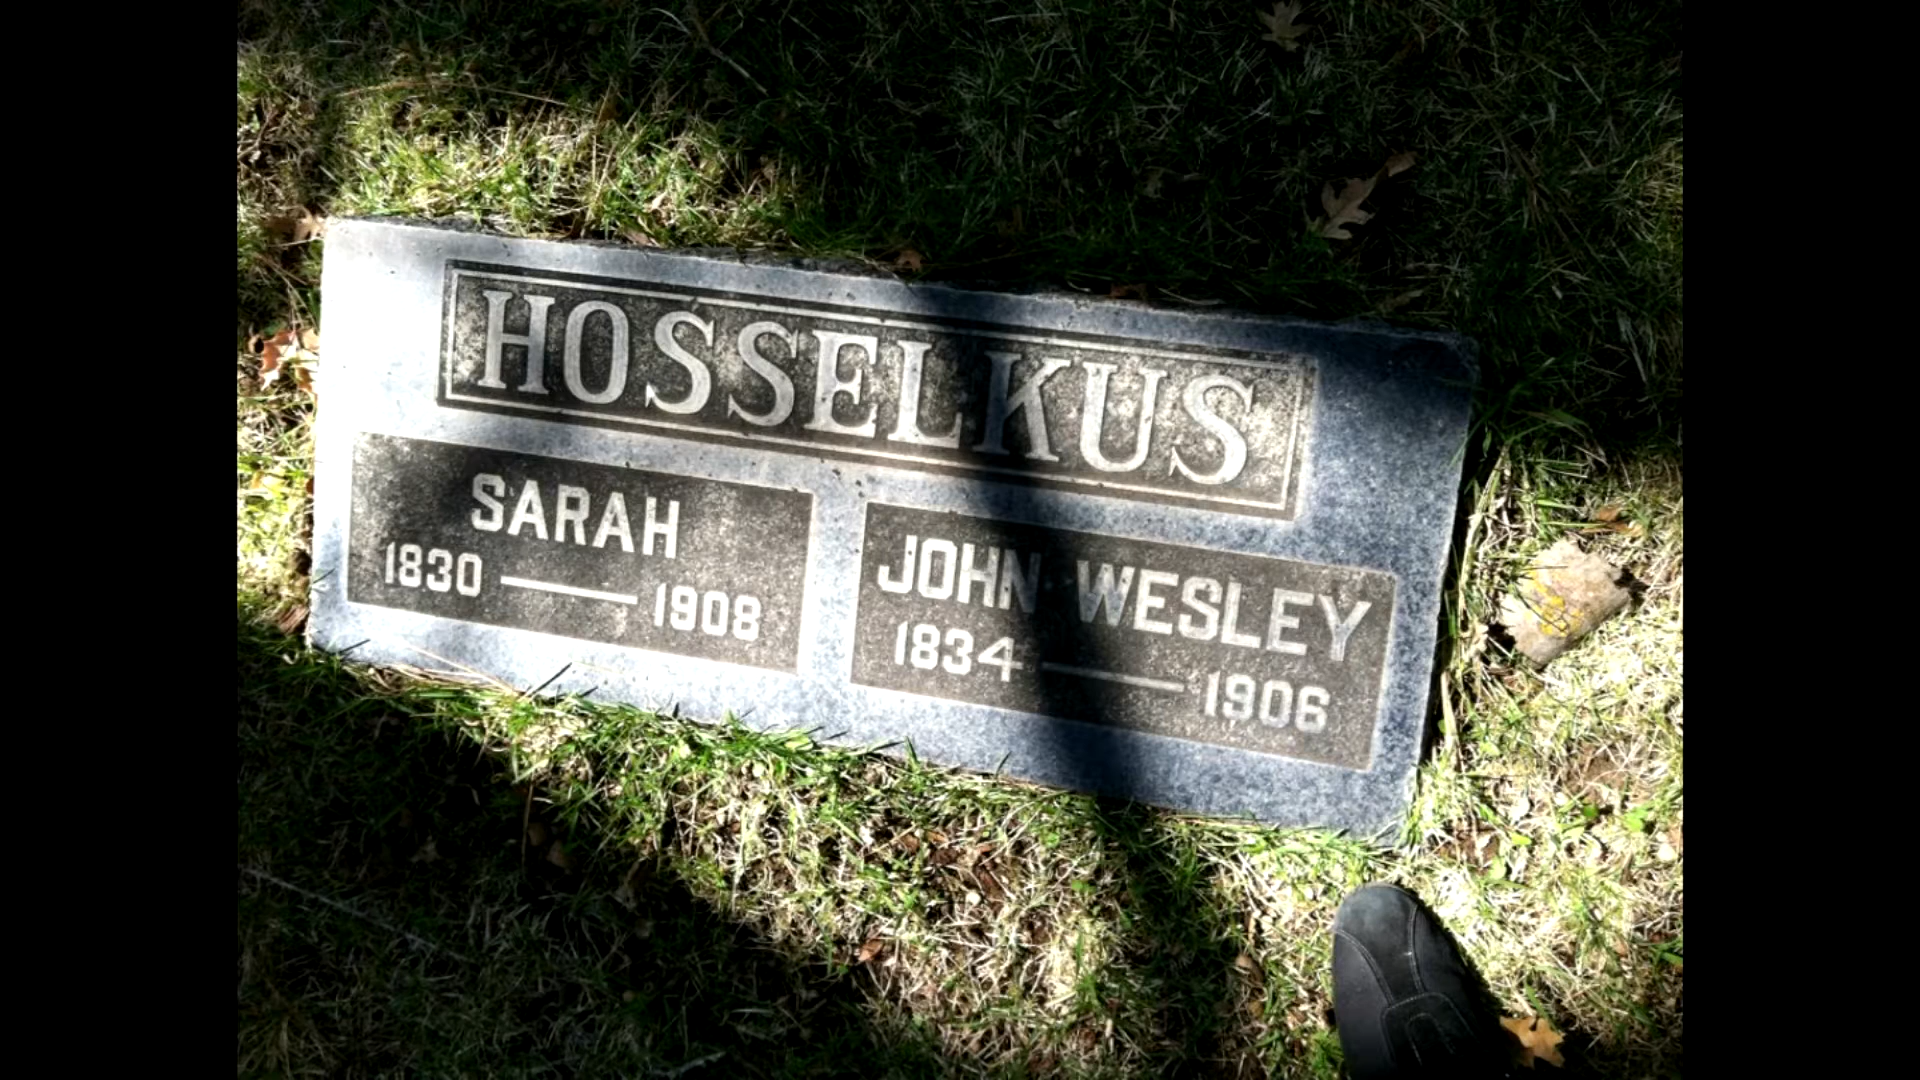 HOSSELKUS
SARAH
1830 — 1908
JOHN WESLEY
1834 — 1906